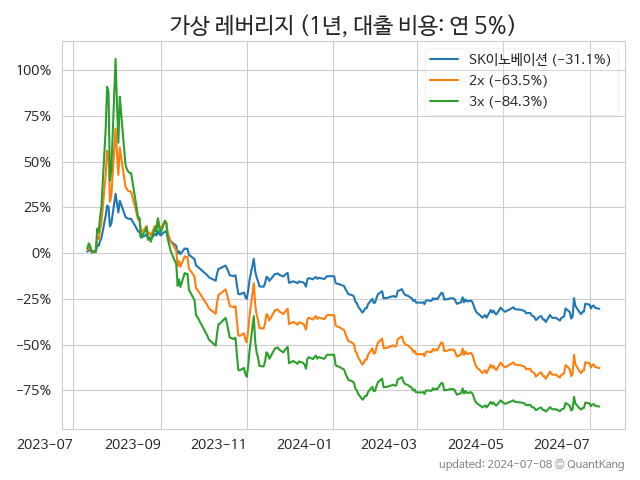 가상 레버리지 (1년, 대출 비용: 연 5%)
SK이노베이션 (−31.1%)
2x (−63.5%)
3x (−84.3%)
100%
75%
50%
25%
0%
−25%
−50%
−75%
2023-07 2023-09 2023-11 2024-01 2024-03 2024-05 2024-07
updated: 2024-07-08 © QuantKang